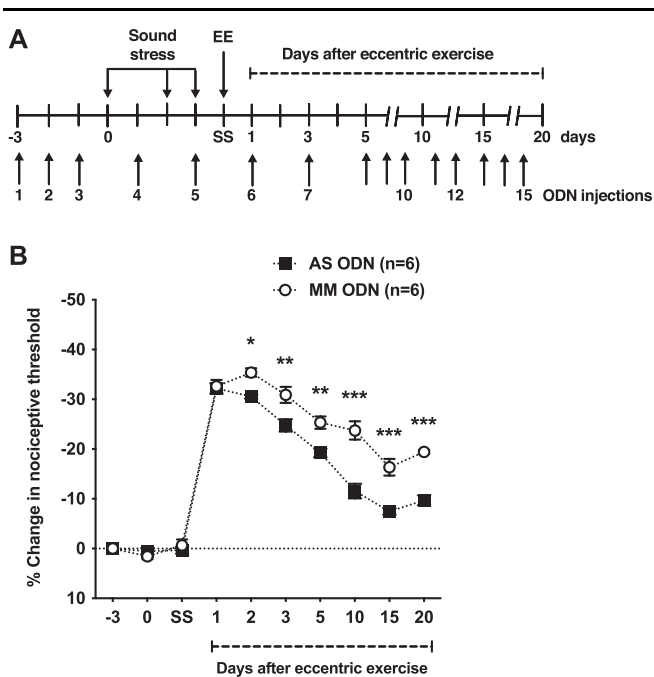 A
Sound
stress
EE
Days after eccentric exercise
-3 0 SS 1 3 5 10 15 20 days
1 2 3 4 5 6 7 10 12 15 ODN injections
B
AS ODN (n=6)
MM ODN (n=6)
% Change in nociceptive threshold
-50
-40
-30
-20
-10
0
10
* ** ** *** *** ***
-3 0 SS 1 2 3 5 10 15 20
Days after eccentric exercise